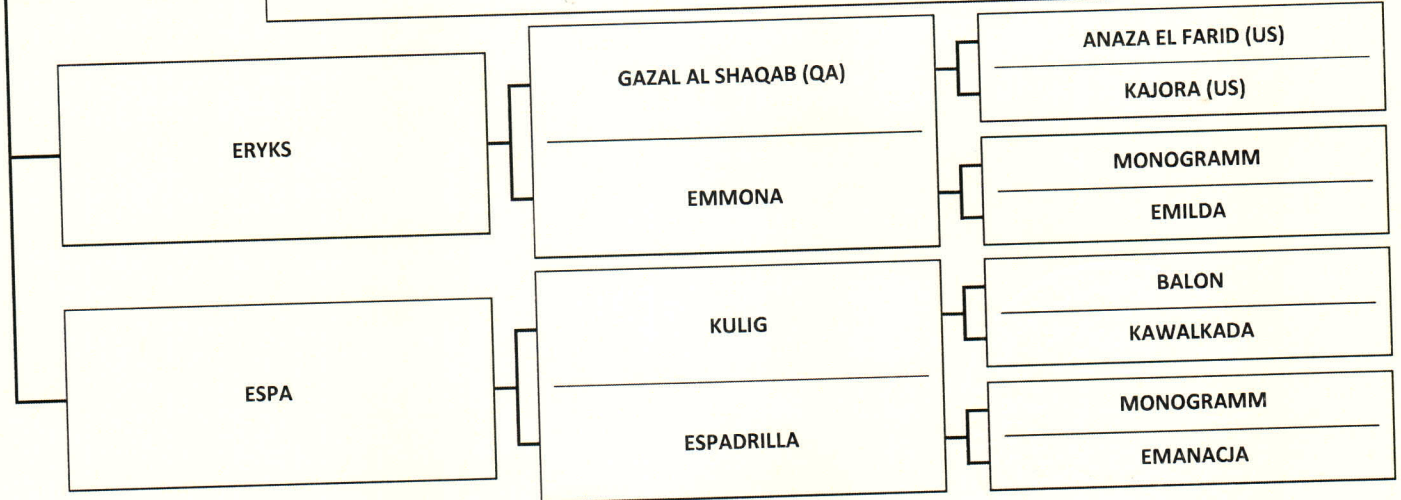 ERYKS
GAZAL AL SHAQAB (QA)
EMMONA
ANAZA EL FARID (US)
KAJORA (US)
MONOGRAMM
EMILDA
ESPA
KULIG
ESPADRILLA
BALON
KAWALKADA
MONOGRAMM
EMANACJA